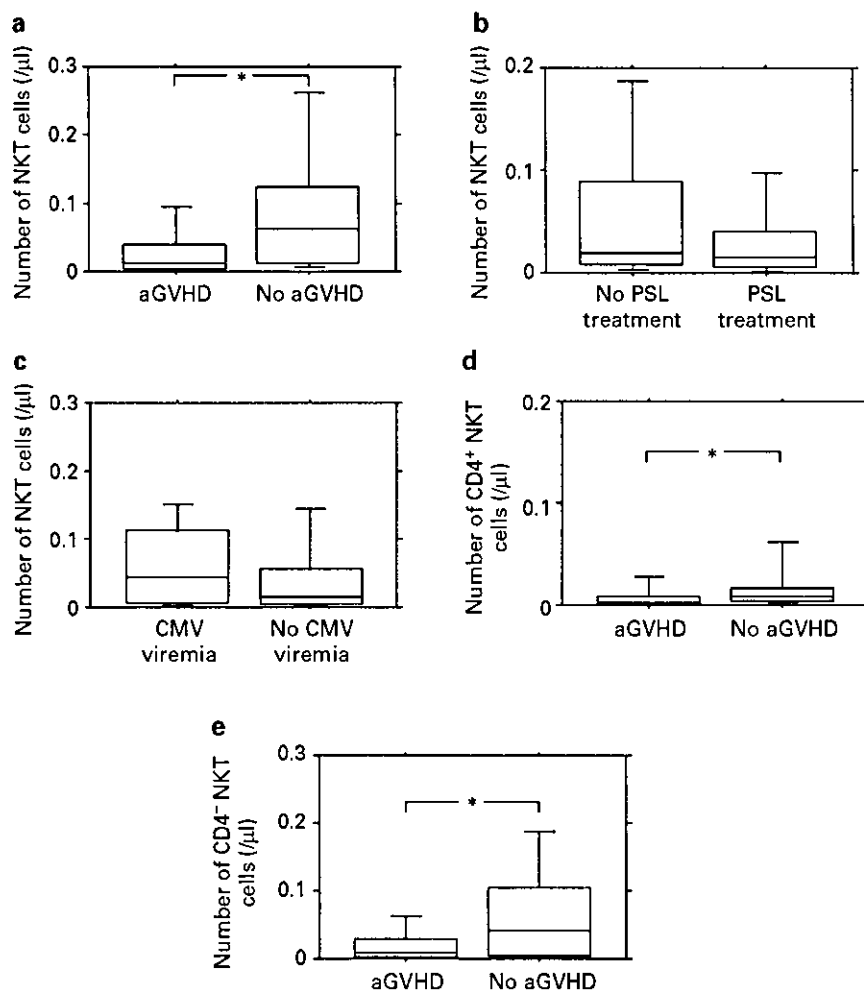 a
Number of NKT cells (/µl)
0.3
0.2
0.1
0
*
aGVHD No aGVHD
b
Number of NKT cells (/µl)
0.2
0.1
0
No PSL PSL
treatment treatment
c
Number of NKT cells (/µl)
0.3
0.2
0.1
0
CMV No CMV
viremia viremia
d
Number of CD4⁺ NKT
cells (/µl)
0.2
0.1
0
*
aGVHD No aGVHD
e
Number of CD4⁻ NKT
cells (/µl)
0.3
0.2
0.1
0
*
aGVHD No aGVHD